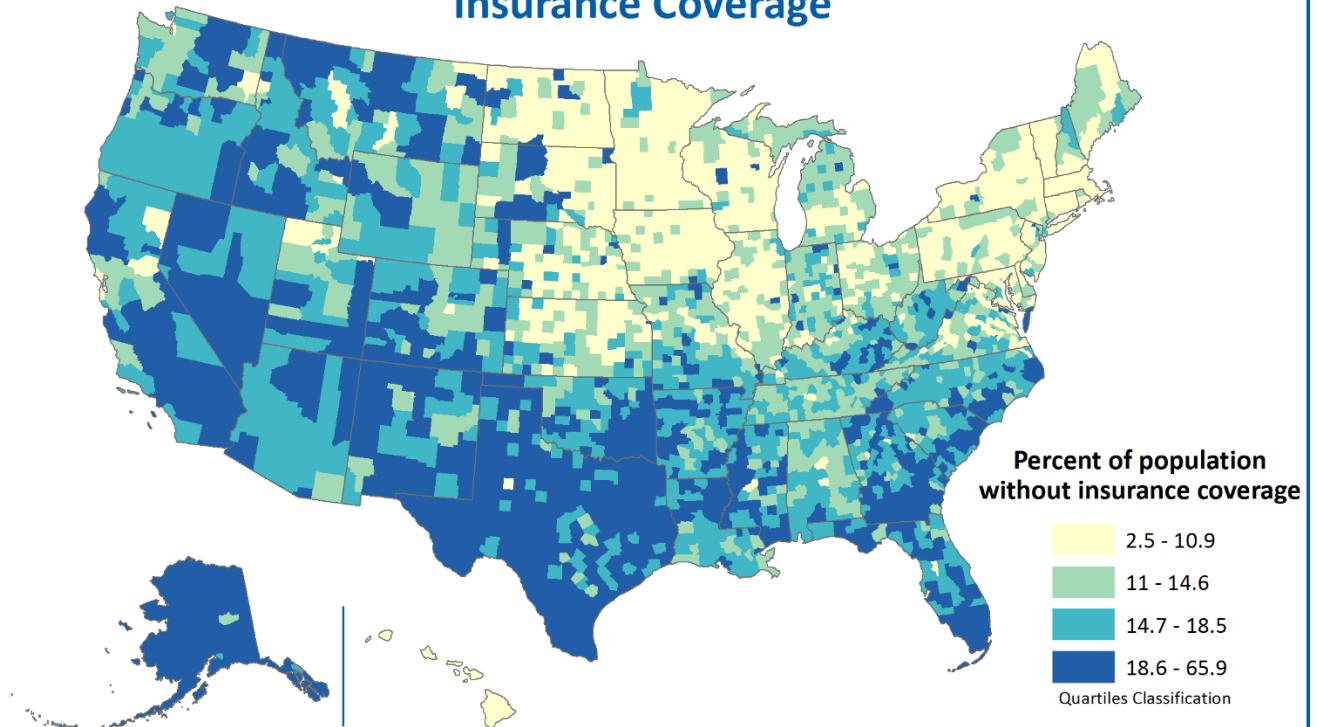 Insurance Coverage
Percent of population
without insurance coverage
2.5 - 10.9
11 - 14.6
14.7 - 18.5
18.6 - 65.9
Quartiles Classification